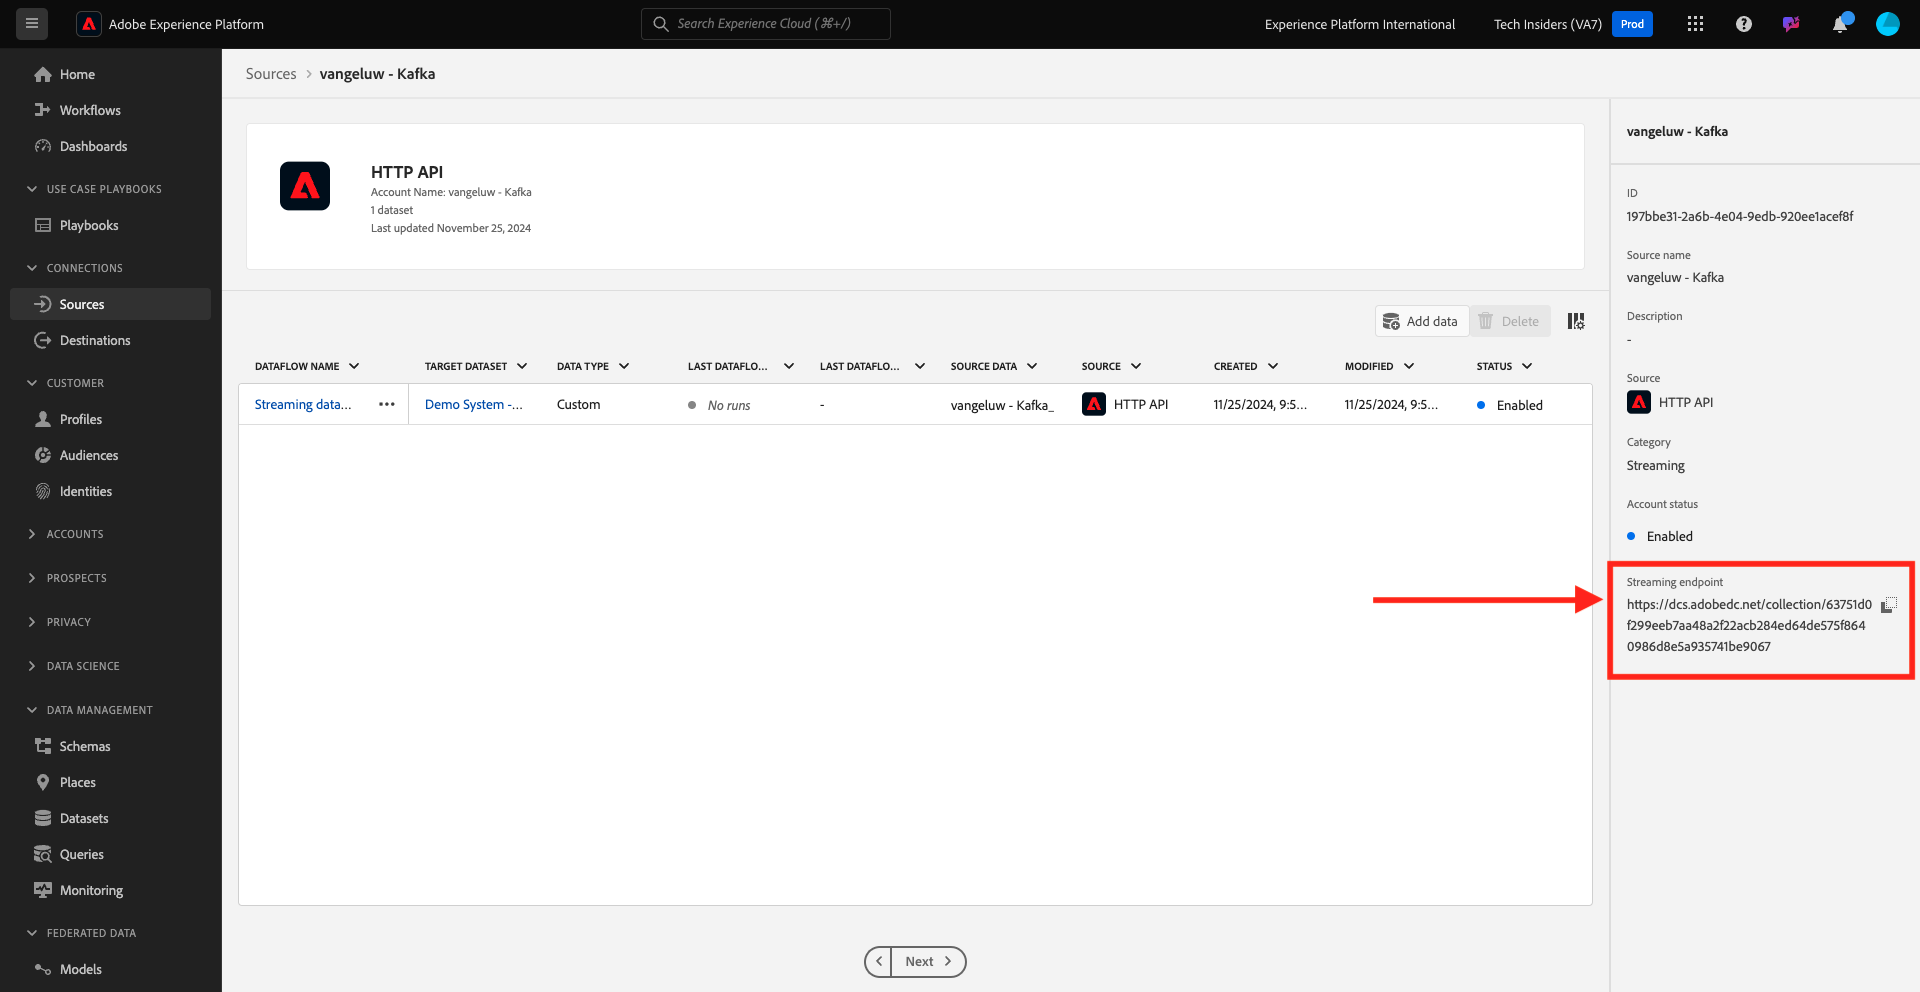 Adobe Experience Platform
Search Experience Cloud (⌘+/)
Experience Platform International
Tech Insiders (VA7)
Prod
Home
Workflows
Dashboards
USE CASE PLAYBOOKS
Playbooks
CONNECTIONS
Sources
Destinations
CUSTOMER
Profiles
Audiences
Identities
ACCOUNTS
PROSPECTS
PRIVACY
DATA SCIENCE
DATA MANAGEMENT
Schemas
Places
Datasets
Queries
Monitoring
FEDERATED DATA
Models
Sources > vangeluw - Kafka
HTTP API
Account Name: vangeluw - Kafka
1 dataset
Last updated November 25, 2024
Add data
Delete
DATAFLOW NAME TARGET DATASET DATA TYPE LAST DATAFLO... LAST DATAFLO... SOURCE DATA SOURCE CREATED MODIFIED STATUS
Streaming data... ••• Demo System -... Custom No runs - vangeluw - Kafka_ HTTP API 11/25/2024, 9:5... 11/25/2024, 9:5... Enabled
Next
vangeluw - Kafka
ID
197bbe31-2a6b-4e04-9edb-920ee1acef8f
Source name
vangeluw - Kafka
Description
-
Source
HTTP API
Category
Streaming
Account status
Enabled
Streaming endpoint
https://dcs.adobedc.net/collection/63751d0
f299eeb7aa48a2f22acb284ed64de575f864
0986d8e5a935741be9067